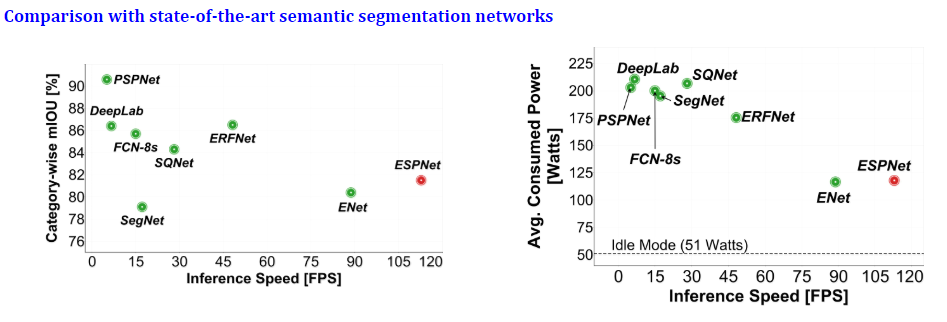 Comparison with state-of-the-art semantic segmentation networks
Category-wise mIOU [%]
90
88
86
84
82
80
78
76
PSPNet
DeepLab
FCN-8s
ERFNet
SQNet
ESPNet
SegNet
ENet
0 15 30 45 60 75 90 105 120
Inference Speed [FPS]
Avg. Consumed Power
[Watts]
225
200
175
150
125
100
75
50
DeepLab
SQNet
SegNet
PSPNet
ERFNet
FCN-8s
ESPNet
ENet
Idle Mode (51 Watts)
0 15 30 45 60 75 90 105 120
Inference Speed [FPS]